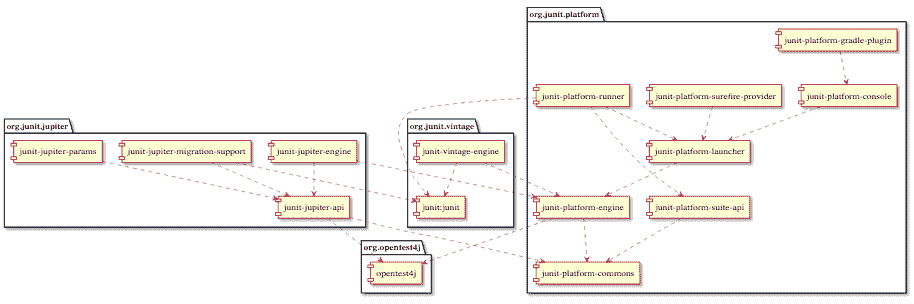 org.junit.platform
junit-platform-gradle-plugin
junit-platform-runner
junit-platform-surefire-provider
junit-platform-console
org.junit.jupiter
org.junit.vintage
junit-jupiter-params
junit-jupiter-migration-support
junit-jupiter-engine
junit-vintage-engine
junit-platform-launcher
junit-jupiter-api
junit:junit
junit-platform-engine
junit-platform-suite-api
org.opentest4j
opentest4j
junit-platform-commons